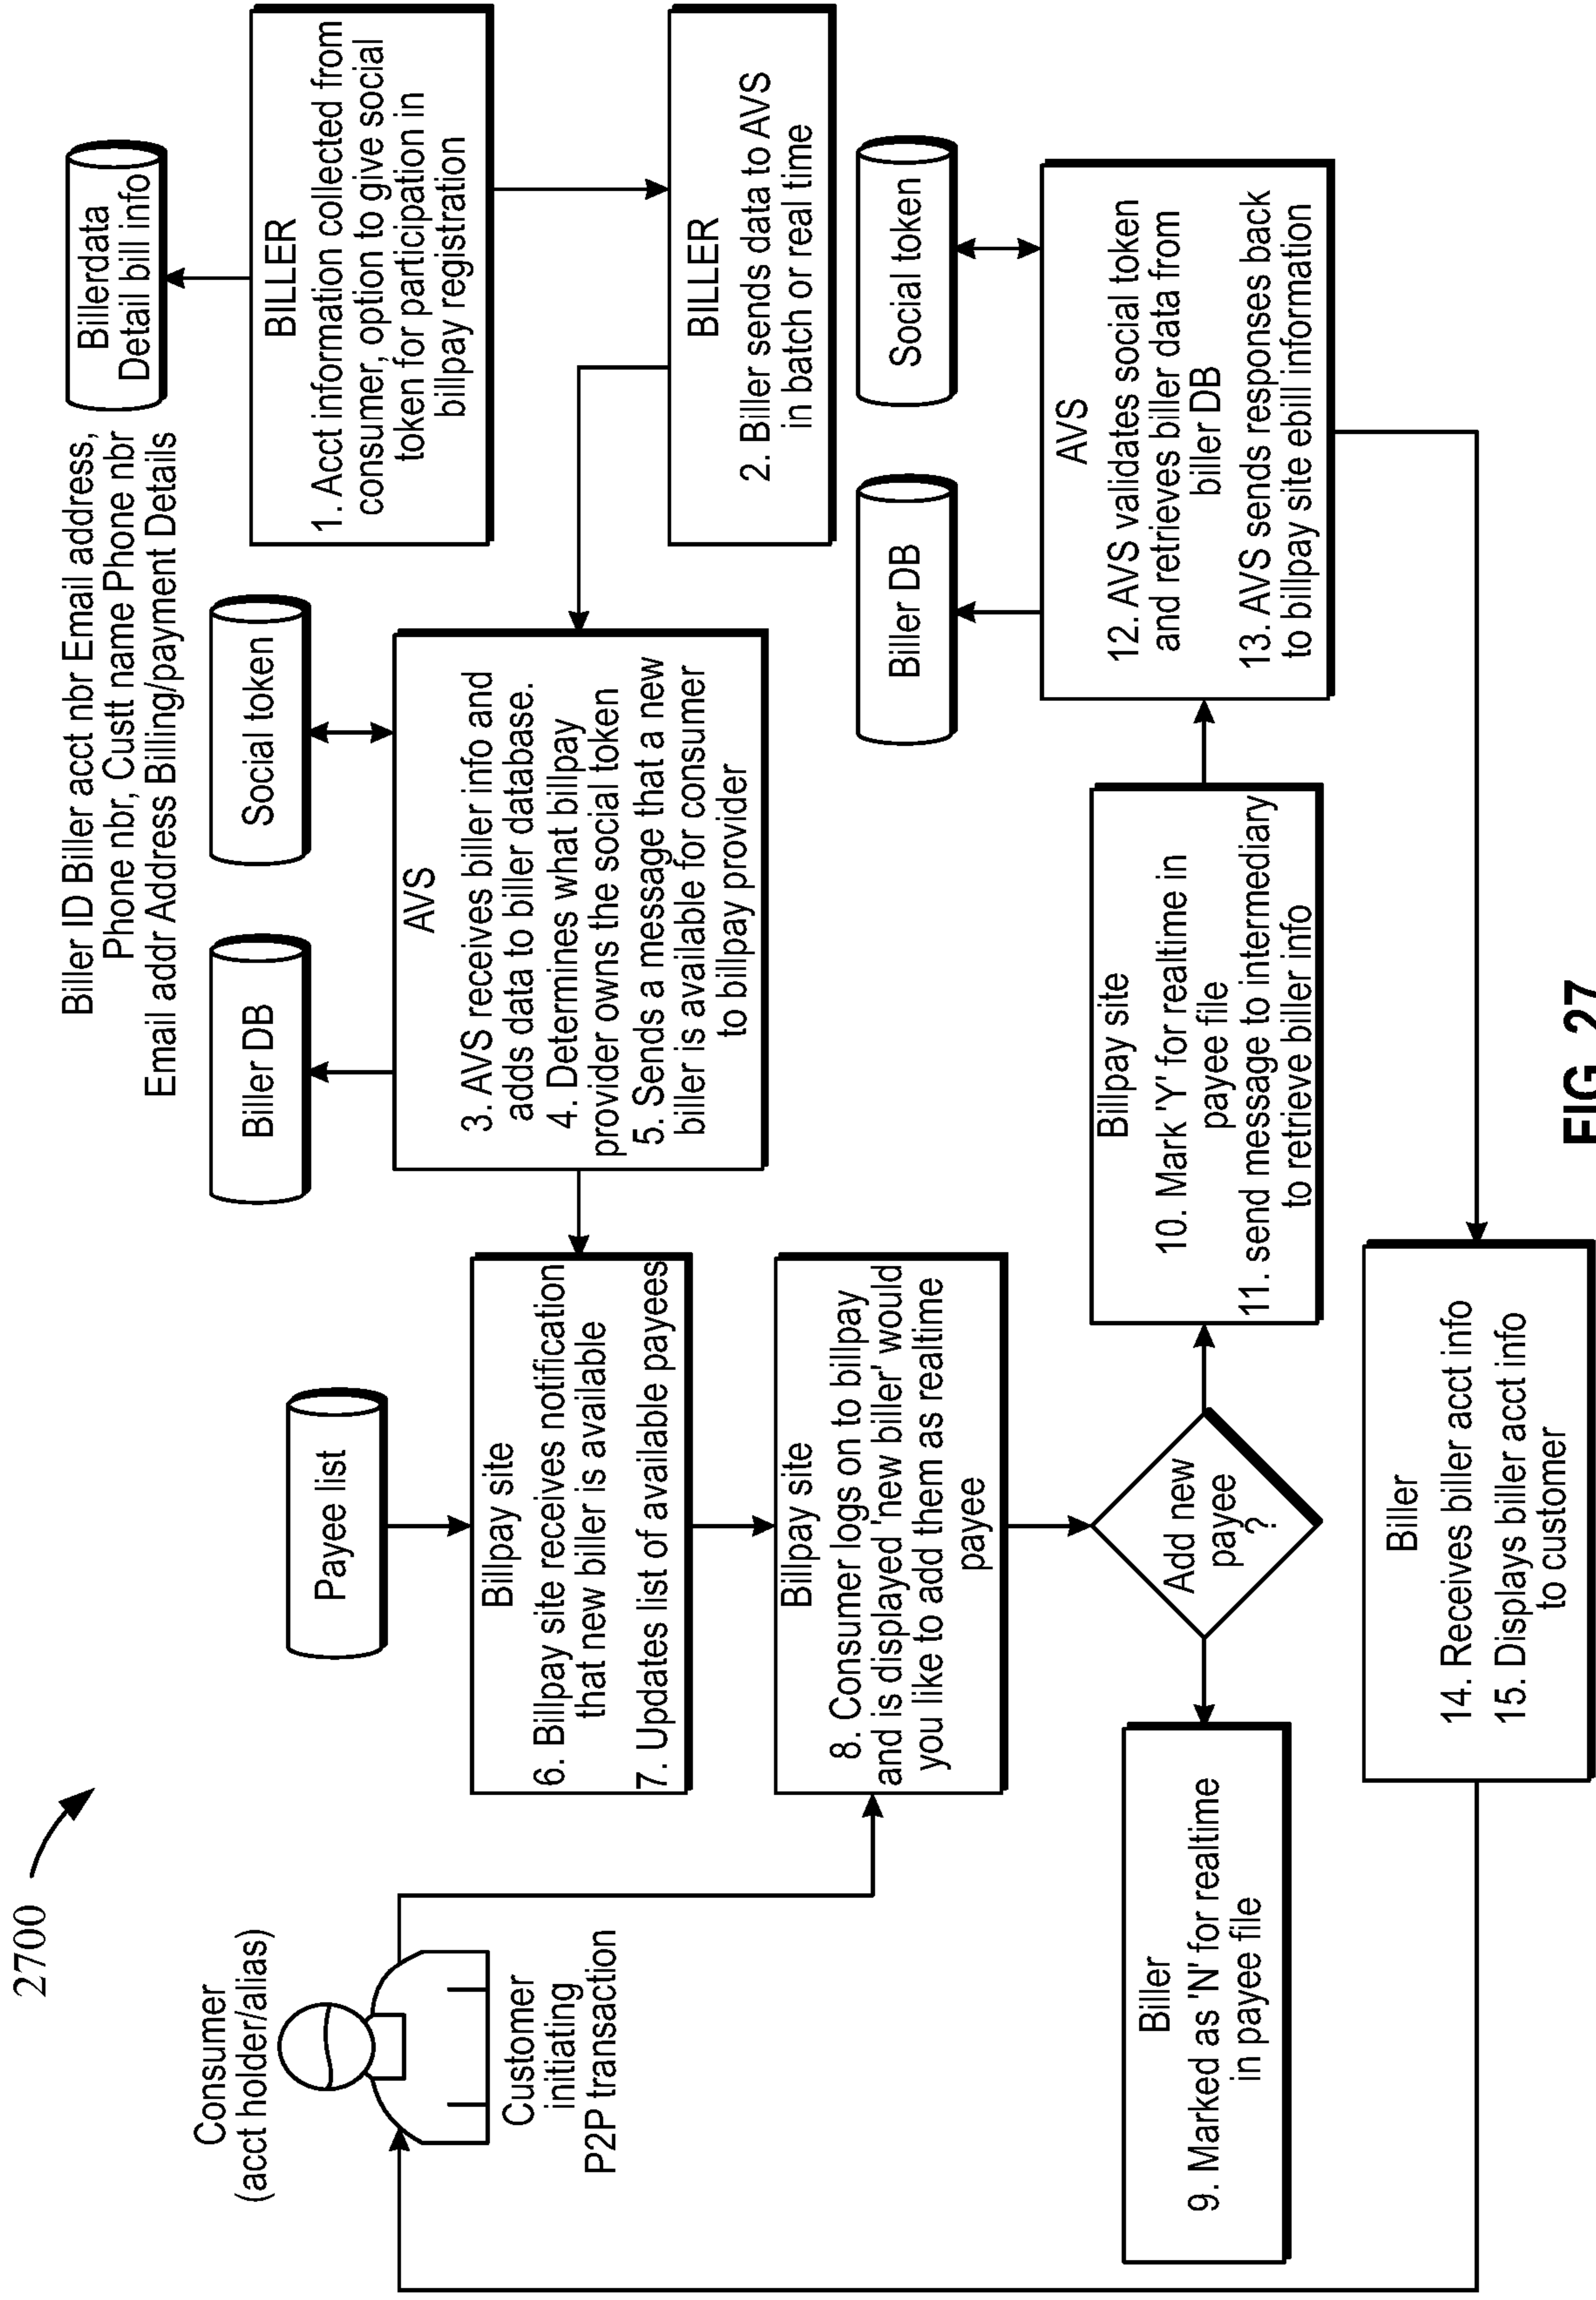 2700
Consumer
(acct holder/alias)
Customer
initiating
P2P transaction
Payee list
Billpay site
6. Billpay site receives notification
that new biller is available
7. Updates list of available payees
Billpay site
8. Consumer logs on to billpay
and is displayed 'new biller' would
you like to add them as realtime
payee
Add new
payee
?
Biller
9. Marked as 'N' for realtime
in payee file
Biller
14. Receives biller acct info
15. Displays biller acct info
to customer
Biller ID Biller acct nbr Email address,
Phone nbr, Custt name Phone nbr
Email addr Address Billing/payment Details
Biller DB
Social token
AVS
3. AVS receives biller info and
adds data to biller database.
4. Determines what billpay
provider owns the social token
5. Sends a message that a new
biller is available for consumer
to billpay provider
Billpay site
10. Mark 'Y' for realtime in
payee file
11. send message to intermediary
to retrieve biller info
Billerdata
Detail bill info
BILLER
1. Acct information collected from
consumer, option to give social
token for participation in
billpay registration
BILLER
2. Biller sends data to AVS
in batch or real time
Biller DB
Social token
AVS
12. AVS validates social token
and retrieves biller data from
biller DB
13. AVS sends responses back
to billpay site ebill information
FIG. 27